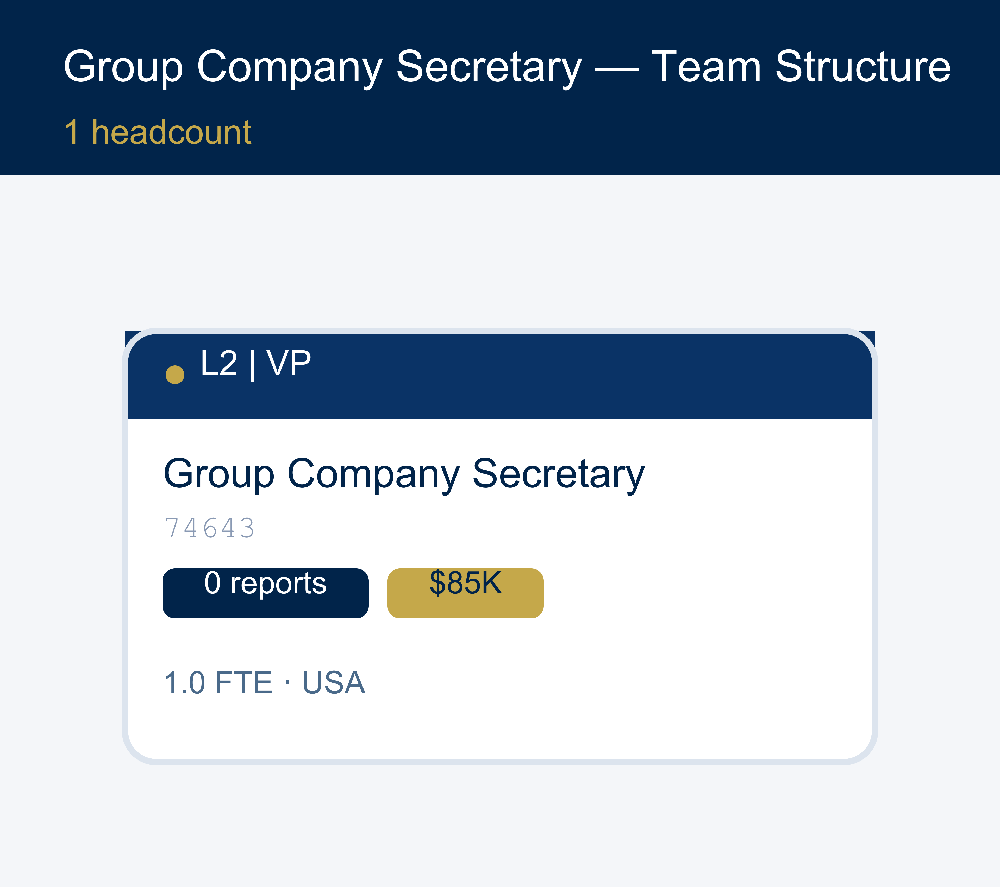 Group Company Secretary — Team Structure
1 headcount
L2 | VP
Group Company Secretary
74643
0 reports $85K
1.0 FTE · USA